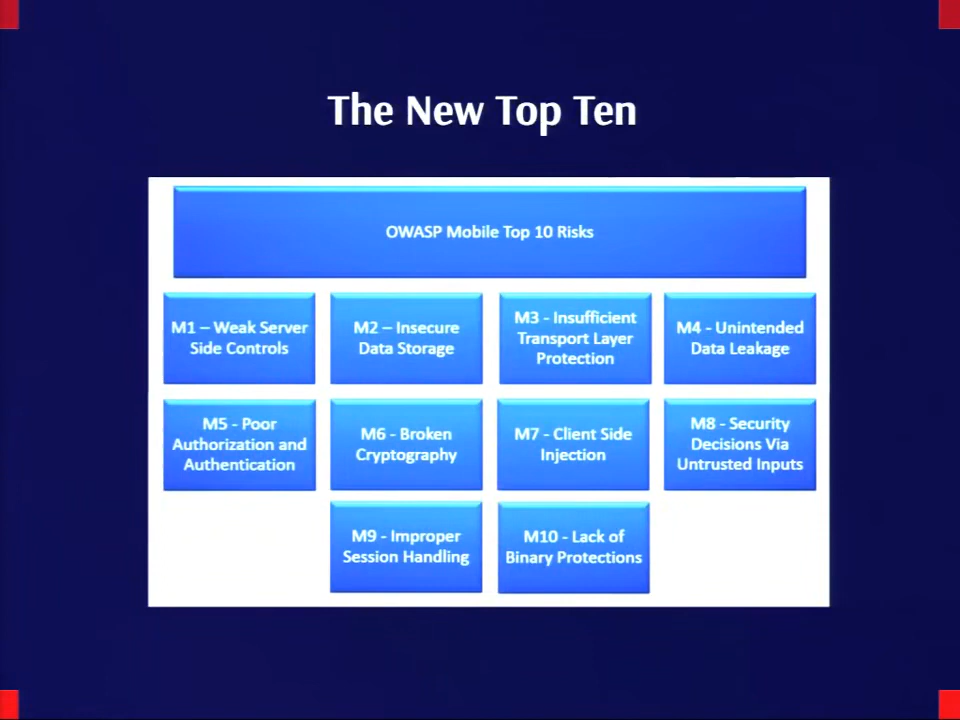 The New Top Ten
OWASP Mobile Top 10 Risks
M1 – Weak Server
Side Controls
M2 – Insecure
Data Storage
M3 - Insufficient
Transport Layer
Protection
M4 - Unintended
Data Leakage
M5 - Poor
Authorization and
Authentication
M6 - Broken
Cryptography
M7 - Client Side
Injection
M8 - Security
Decisions Via
Untrusted Inputs
M9 - Improper
Session Handling
M10 - Lack of
Binary Protections